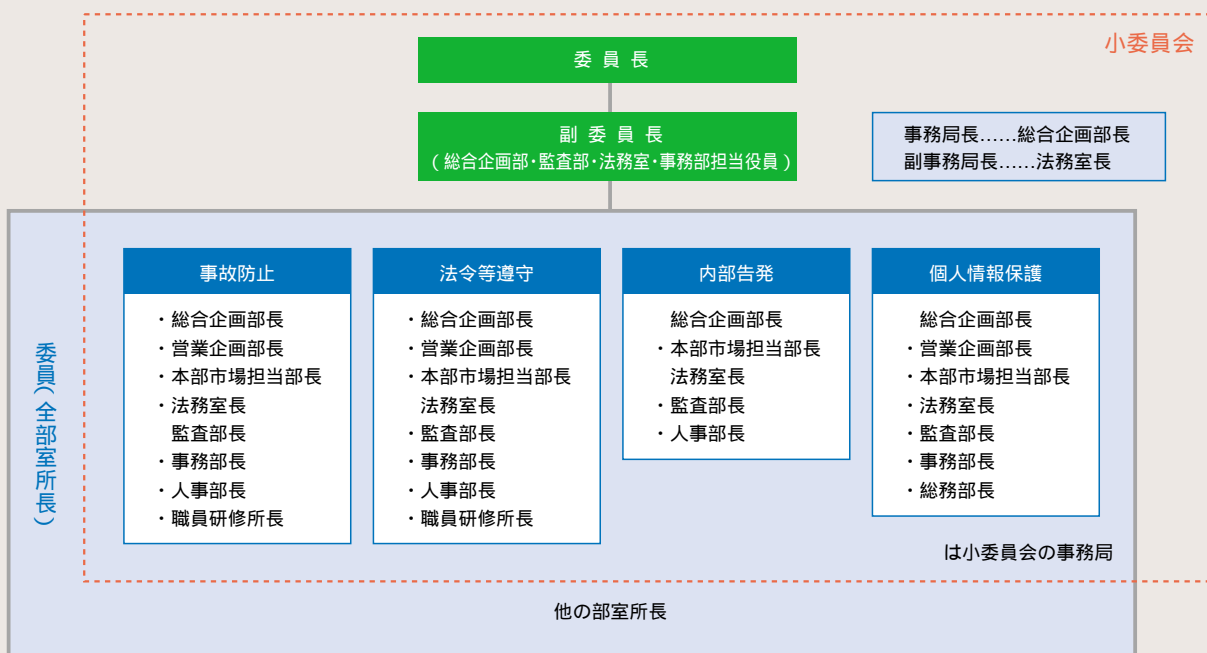 小委員会
委員長
副委員長
(総合企画部・監査部・法務室・事務部担当役員)
事務局長……総合企画部長
副事務局長……法務室長
委員(全部室所長)
事故防止
・総合企画部長
・営業企画部長
・本部市場担当部長
・法務室長
監査部長
・事務部長
・人事部長
・職員研修所長
法令等遵守
・総合企画部長
・営業企画部長
・本部市場担当部長
法務室長
・監査部長
・事務部長
・人事部長
・職員研修所長
内部告発
総合企画部長
・本部市場担当部長
法務室長
・監査部長
・人事部長
個人情報保護
総合企画部長
・営業企画部長
・本部市場担当部長
・法務室長
・監査部長
・事務部長
・総務部長
は小委員会の事務局
他の部室所長